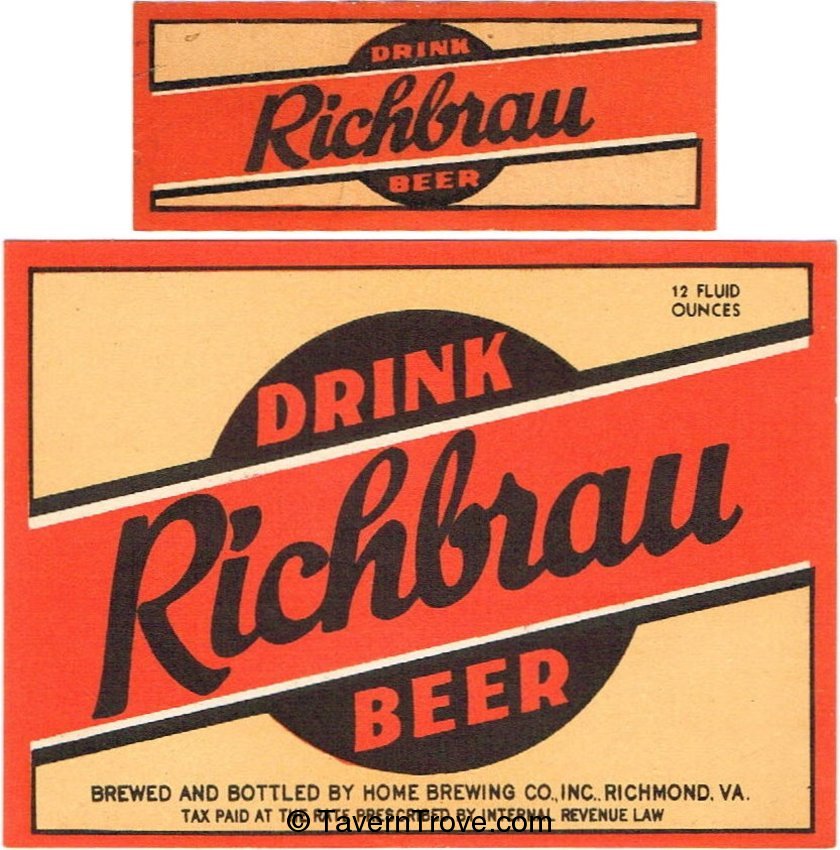 DRINK
Richbrau
BEER
12 FLUID
OUNCES
DRINK
Richbrau
BEER
BREWED AND BOTTLED BY HOME BREWING CO., INC., RICHMOND, VA.
TAX PAID AT THE RATE PRESCRIBED BY INTERNAL REVENUE LAW
© TavernTrove.com